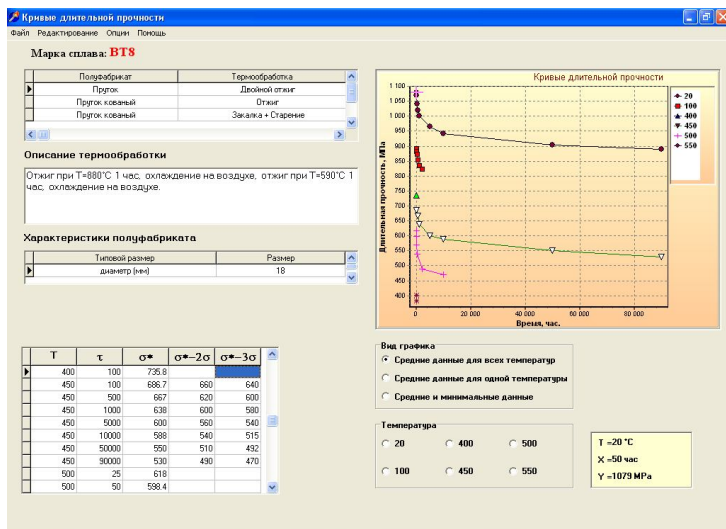 Кривые длительной прочности
Файл Редактирование Опции Помощь
Марка сплава: ВТ8
Полуфабрикат Термообработка
Пруток Двойной отжиг
Пруток кованый Отжиг
Пруток кованый Закалка + Старение
Описание термообработки
Отжиг при T=880°C 1 час, охлаждение на воздухе, отжиг при T=590°C 1
час, охлаждение на воздухе.
Характеристики полуфабриката
Типовой размер Размер
диаметр (мм) 18
T τ σ* σ*−2σ σ*−3σ
400 100 735.8
450 100 686.7 660 640
450 500 667 620 600
450 1000 638 600 580
450 5000 600 560 540
450 10000 588 540 515
450 50000 550 510 492
450 90000 530 490 470
500 25 618
500 50 598.4
Кривые длительной прочности
Длительная прочность, МПа
1 100
1 050
1 000
950
900
850
800
750
700
650
600
550
500
450
400
0 20 000 40 000 60 000 80 000
Время, час.
20
100
400
450
500
550
Вид графика
Средние данные для всех температур
Средние данные для одной температуры
Средние и минимальные данные
Температура
20 400 500
100 450 550
T =20 °C
X =50 час
Y =1079 MPa